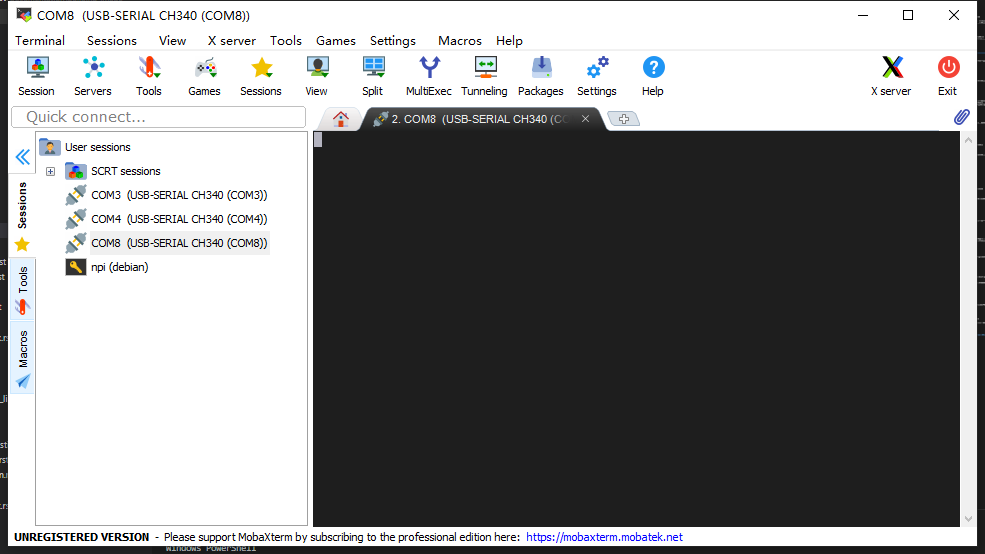 COM8 (USB-SERIAL CH340 (COM8))
Terminal Sessions View X server Tools Games Settings Macros Help
Session Servers Tools Games Sessions View Split MultiExec Tunneling Packages Settings Help X server Exit
Quick connect...
2. COM8 (USB-SERIAL CH340 (CO
User sessions
SCRT sessions
COM3 (USB-SERIAL CH340 (COM3))
COM4 (USB-SERIAL CH340 (COM4))
COM8 (USB-SERIAL CH340 (COM8))
npi (debian)
Sessions
Tools
Macros
UNREGISTERED VERSION - Please support MobaXterm by subscribing to the professional edition here: https://mobaxterm.mobatek.net
Windows PowerShell